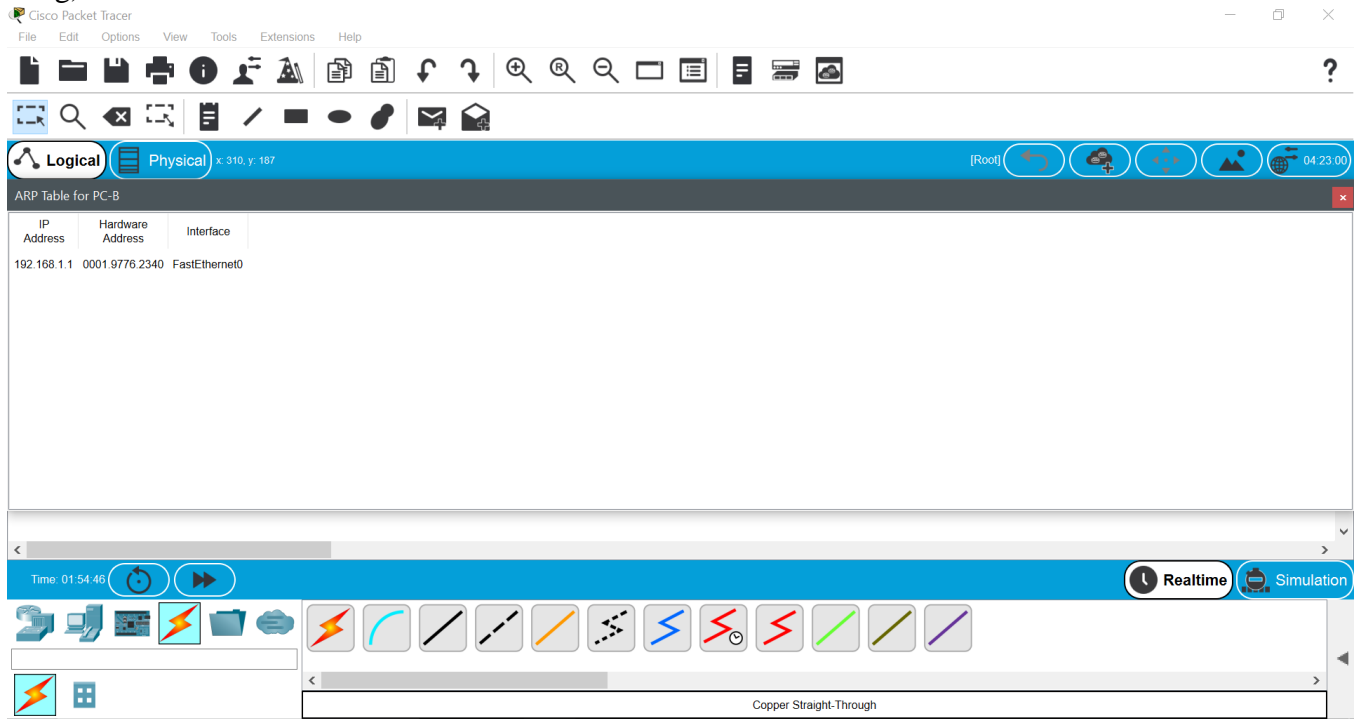 Cisco Packet Tracer
File Edit Options View Tools Extensions Help
?
Logical Physical x: 310, y: 187 [Root] 04:23:00
ARP Table for PC-B
IP Address Hardware Address Interface
192.168.1.1 0001.9776.2340 FastEthernet0
Time: 01:54:46 Realtime Simulation
Copper Straight-Through